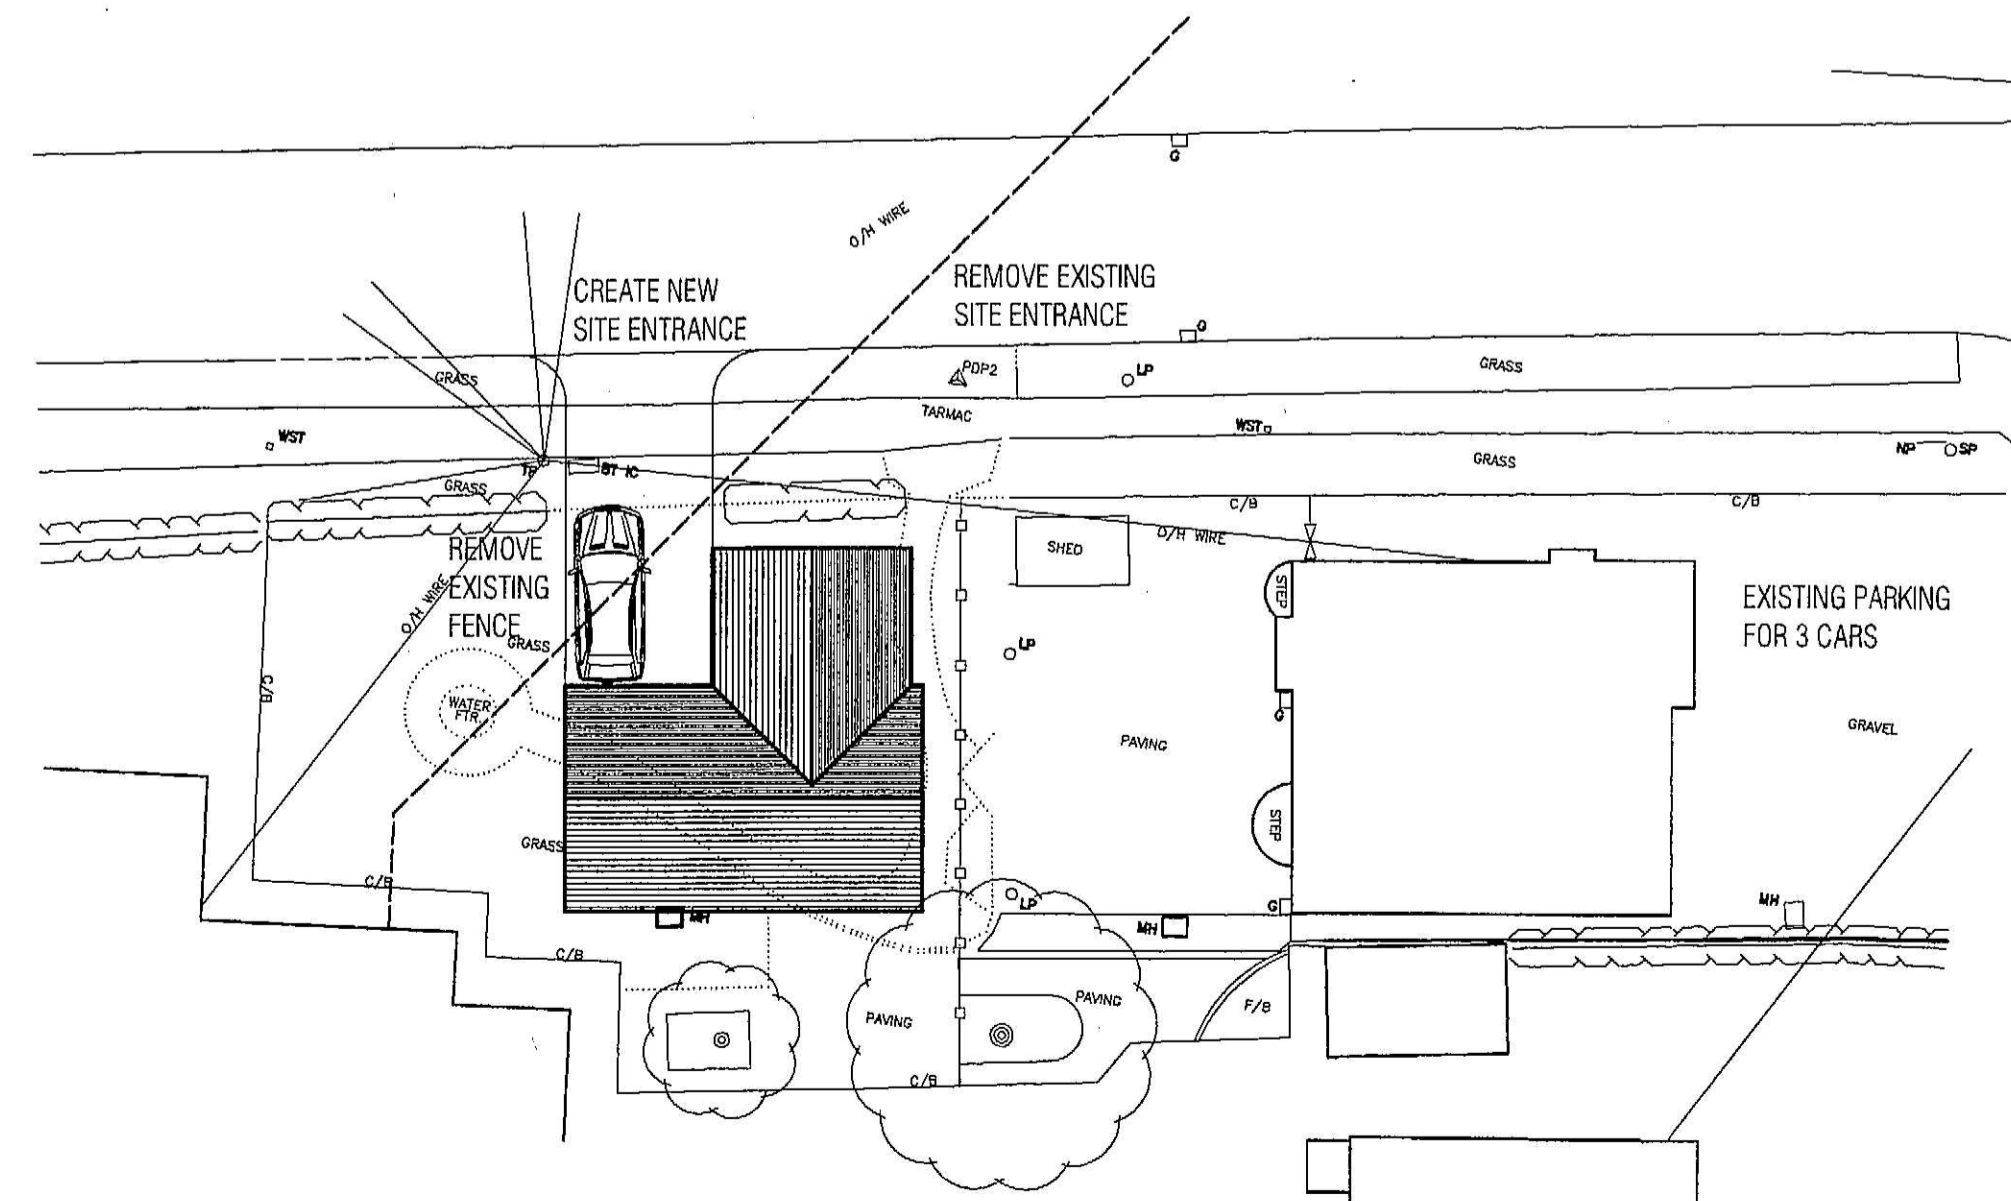 G
O/H WIRE
CREATE NEW
SITE ENTRANCE
REMOVE EXISTING
SITE ENTRANCE
G
GRASS
PDP2
LP
GRASS
TARMAC
WST
WST
TP
BT IC
GRASS
NP
SP
GRASS
C/B
C/B
O/H WIRE
SHED
REMOVE
EXISTING
FENCE
O/H WIRE
GRASS
STEP
EXISTING PARKING
FOR 3 CARS
LP
C/B
WATER
FTR.
G
PAVING
GRAVEL
STEP
GRASS
C/B
LP
G
MH
MH
MH
C/B
PAVING
PAVING
F/B
C/B